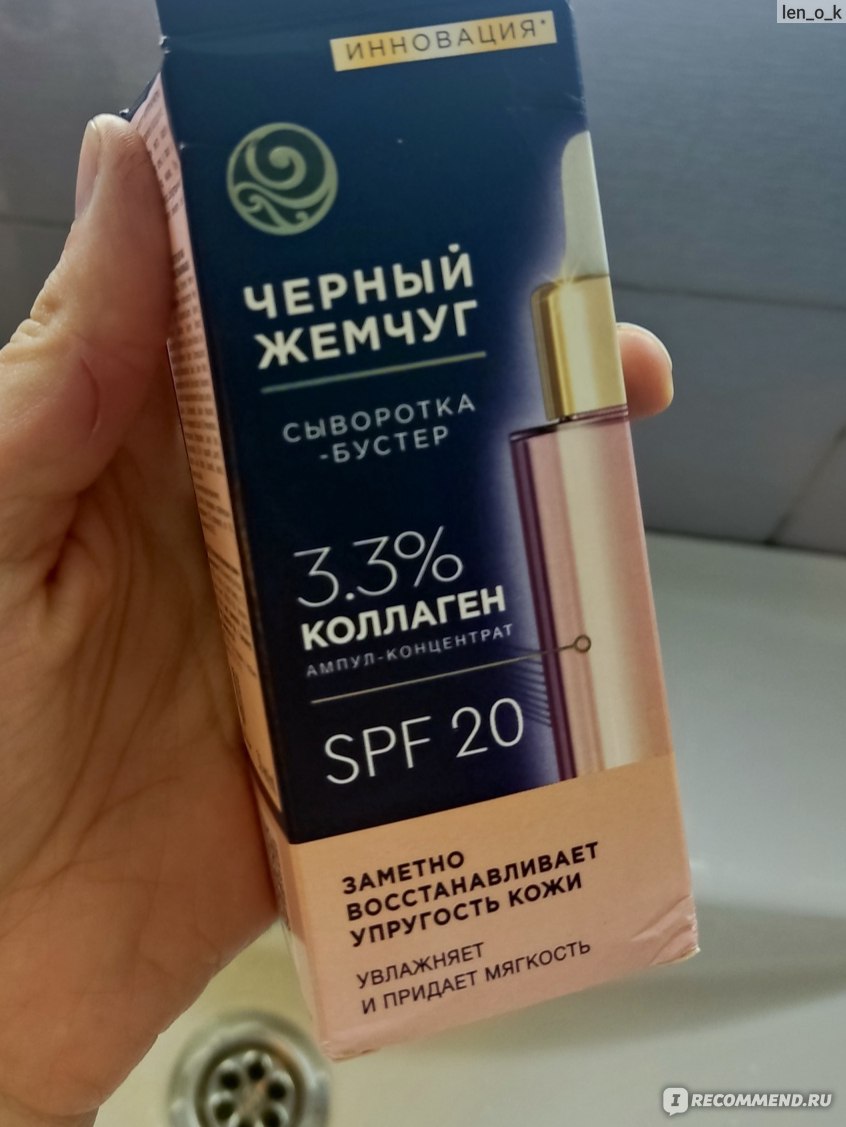 len_o_k
ИННОВАЦИЯ*
ЧЕРНЫЙ
ЖЕМЧУГ
СЫВОРОТКА
-БУСТЕР
3.3%
КОЛЛАГЕН
АМПУЛ-КОНЦЕНТРАТ
SPF 20
ЗАМЕТНО
ВОССТАНАВЛИВАЕТ
УПРУГОСТЬ КОЖИ
УВЛАЖНЯЕТ
И ПРИДАЕТ МЯГКОСТЬ
IRECOMMEND.RU